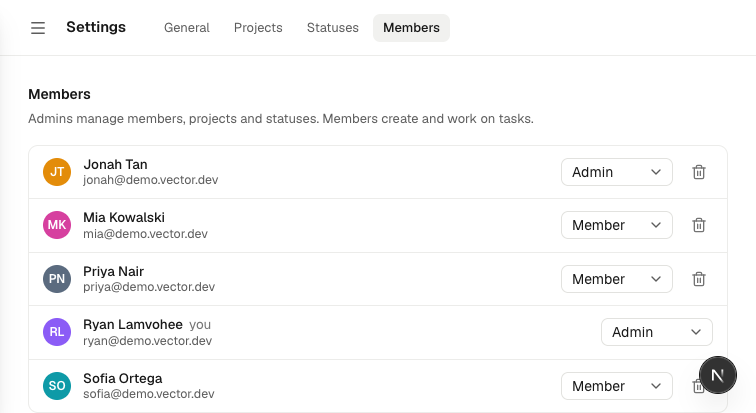 Settings General Projects Statuses Members
Members
Admins manage members, projects and statuses. Members create and work on tasks.
JT Jonah Tan Admin
jonah@demo.vector.dev
MK Mia Kowalski Member
mia@demo.vector.dev
PN Priya Nair Member
priya@demo.vector.dev
RL Ryan Lamvohee you Admin
ryan@demo.vector.dev
SO Sofia Ortega Member
sofia@demo.vector.dev
N